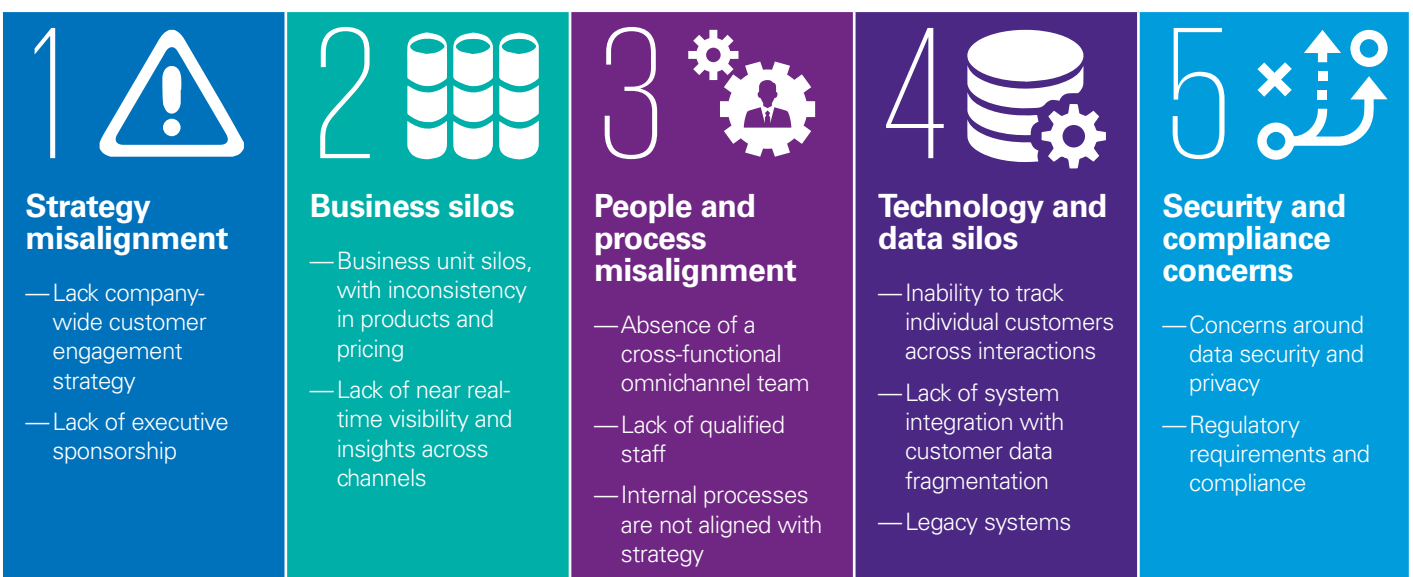 1
Strategy
misalignment
—Lack company-
wide customer
engagement
strategy
—Lack of executive
sponsorship
2
Business silos
—Business unit silos,
with inconsistency
in products and
pricing
—Lack of near real-
time visibility and
insights across
channels
3
People and
process
misalignment
—Absence of a
cross-functional
omnichannel team
—Lack of qualified
staff
—Internal processes
are not aligned with
strategy
4
Technology and
data silos
—Inability to track
individual customers
across interactions
—Lack of system
integration with
customer data
fragmentation
—Legacy systems
5
Security and
compliance
concerns
—Concerns around
data security and
privacy
—Regulatory
requirements and
compliance